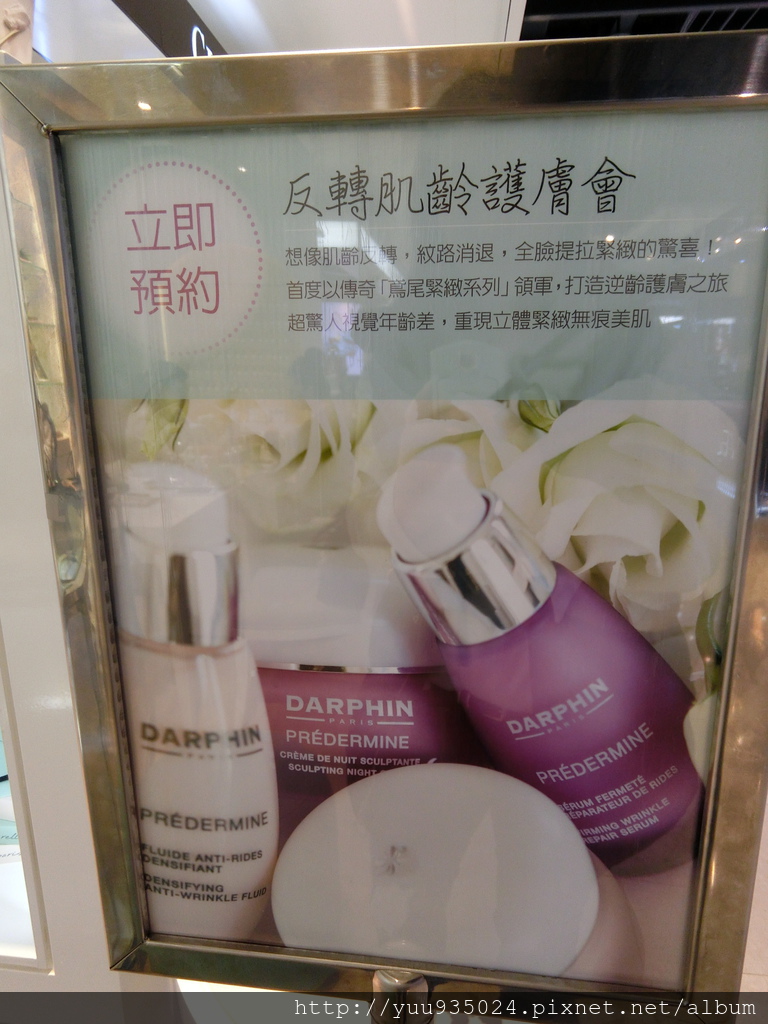 立即
預約
反轉肌齡護膚會
想像肌齡反轉，紋路消退，全臉提拉緊緻的驚喜！
首度以傳奇「鳶尾緊緻系列」領軍，打造逆齡護膚之旅
超驚人視覺年齡差，重現立體緊緻無痕美肌
DARPHIN
PARIS
PRÉDERMINE
FLUIDE ANTI-RIDES
DENSIFIANT
DENSIFYING
ANTI-WRINKLE FLUID
DARPHIN
PARIS
PRÉDERMINE
CRÈME DE NUIT SCULPTANTE
SCULPTING NIGHT
DARPHIN
PARIS
PRÉDERMINE
SÉRUM FERMETÉ
RÉPARATEUR DE RIDES
FIRMING WRINKLE
REPAIR SERUM
http://yuu935024.pixnet.net/album